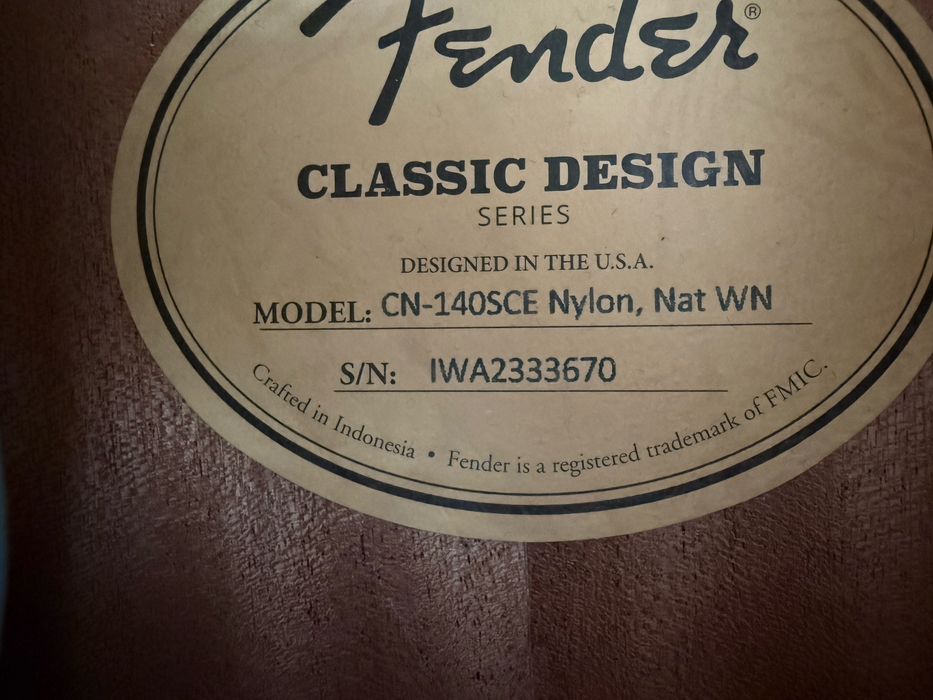 Fender®
CLASSIC DESIGN
SERIES
DESIGNED IN THE U.S.A.
MODEL: CN-140SCE Nylon, Nat WN
S/N: IWA2333670
Crafted in Indonesia • Fender is a registered trademark of FMIC.